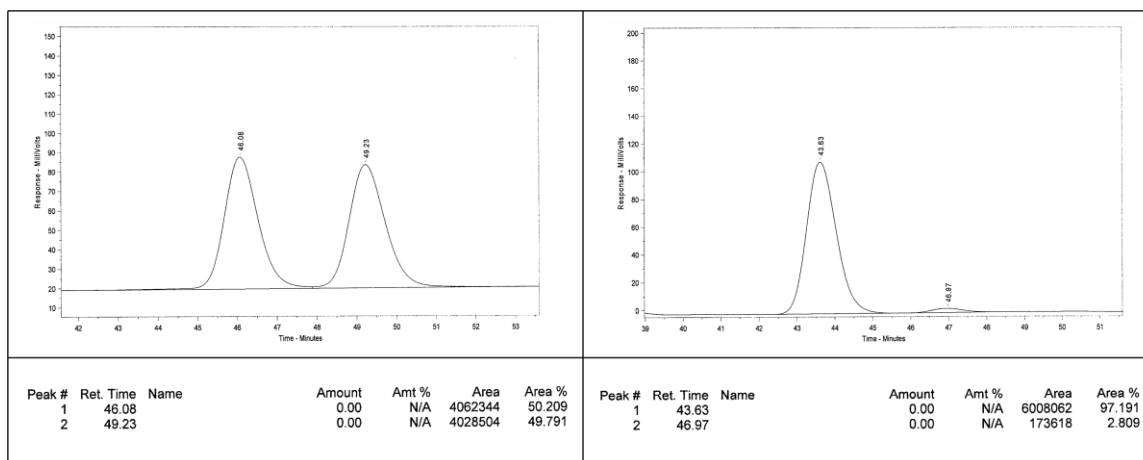 150
140
130
120
110
100
90
80
70
60
50
40
30
20
10
Response - MilliVolts
46.08
49.23
42 43 44 45 46 47 48 49 50 51 52 53
Time - Minutes
200
180
160
140
120
100
80
60
40
20
0
Response - MilliVolts
43.63
46.97
39 40 41 42 43 44 45 46 47 48 49 50 51
Time - Minutes
Peak # Ret. Time Name Amount Amt % Area Area %
1 46.08 0.00 N/A 4062344 50.209
2 49.23 0.00 N/A 4028504 49.791
Peak # Ret. Time Name Amount Amt % Area Area %
1 43.63 0.00 N/A 6008062 97.191
2 46.97 0.00 N/A 173618 2.809